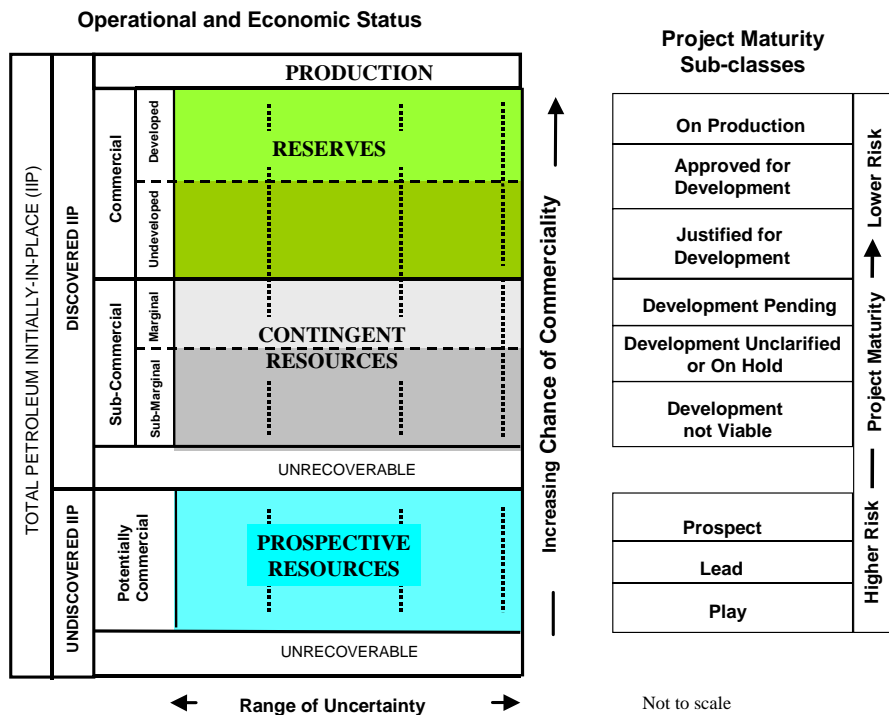 Operational and Economic Status
Project Maturity
Sub-classes
TOTAL PETROLEUM INITIALLY-IN-PLACE (IIP)
DISCOVERED IIP
UNDISCOVERED IIP
Commercial
Sub-Commercial
Potentially
Commercial
Developed
Undeveloped
Marginal
Sub-Marginal
PRODUCTION
RESERVES
CONTINGENT
RESOURCES
UNRECOVERABLE
PROSPECTIVE
RESOURCES
UNRECOVERABLE
Range of Uncertainty
Increasing Chance of Commerciality
On Production
Approved for
Development
Justified for
Development
Development Pending
Development Unclarified
or On Hold
Development
not Viable
Prospect
Lead
Play
Lower Risk
Project Maturity
Higher Risk
Not to scale